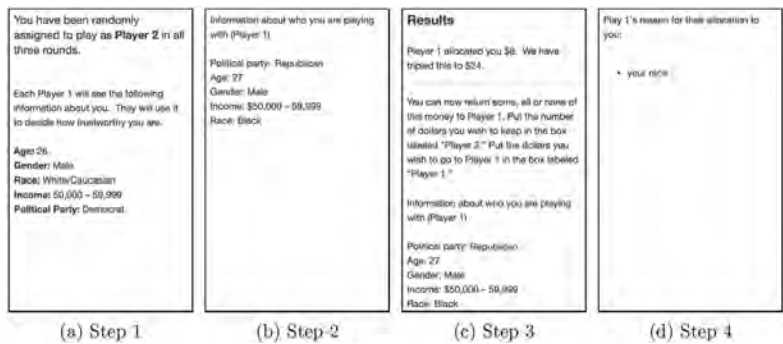 You have been randomly
assigned to play as Player 2 in all
three rounds.
Each Player 1 will see the following
information about you. They will use it
to decide how trustworthy you are.
Age: 26
Gender: Male
Race: White/Caucasian
Income: 50,000 – 59,999
Political Party: Democrat
(a) Step 1
Information about who you are playing
with (Player 1)
Political party: Republican
Age: 27
Gender: Male
Income: $50,000 – 59,999
Race: Black
(b) Step 2
Results
Player 1 allocated you $8. We have
tripled this to $24.
You can now return some, all or none of
this money to Player 1. Put the number
of dollars you wish to keep in the box
labeled "Player 2." Put the dollars you
wish to go to Player 1 in the box labeled
"Player 1."
Information about who you are playing
with (Player 1)
Political party: Republican
Age: 27
Gender: Male
Income: $50,000 – 59,999
Race: Black
(c) Step 3
Play 1's reason for their allocation to
you:
• your nice
(d) Step 4